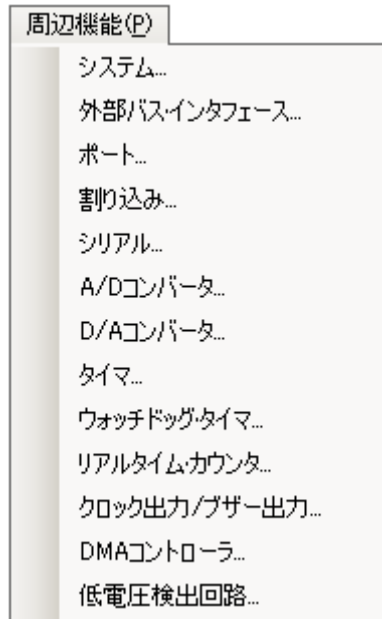 周辺機能(P)
システム...
外部バス・インタフェース...
ポート...
割り込み...
シリアル...
A/Dコンバータ...
D/Aコンバータ...
タイマ...
ウォッチドッグ・タイマ...
リアルタイム・カウンタ...
クロック出力/ブザー出力...
DMAコントローラ...
低電圧検出回路...